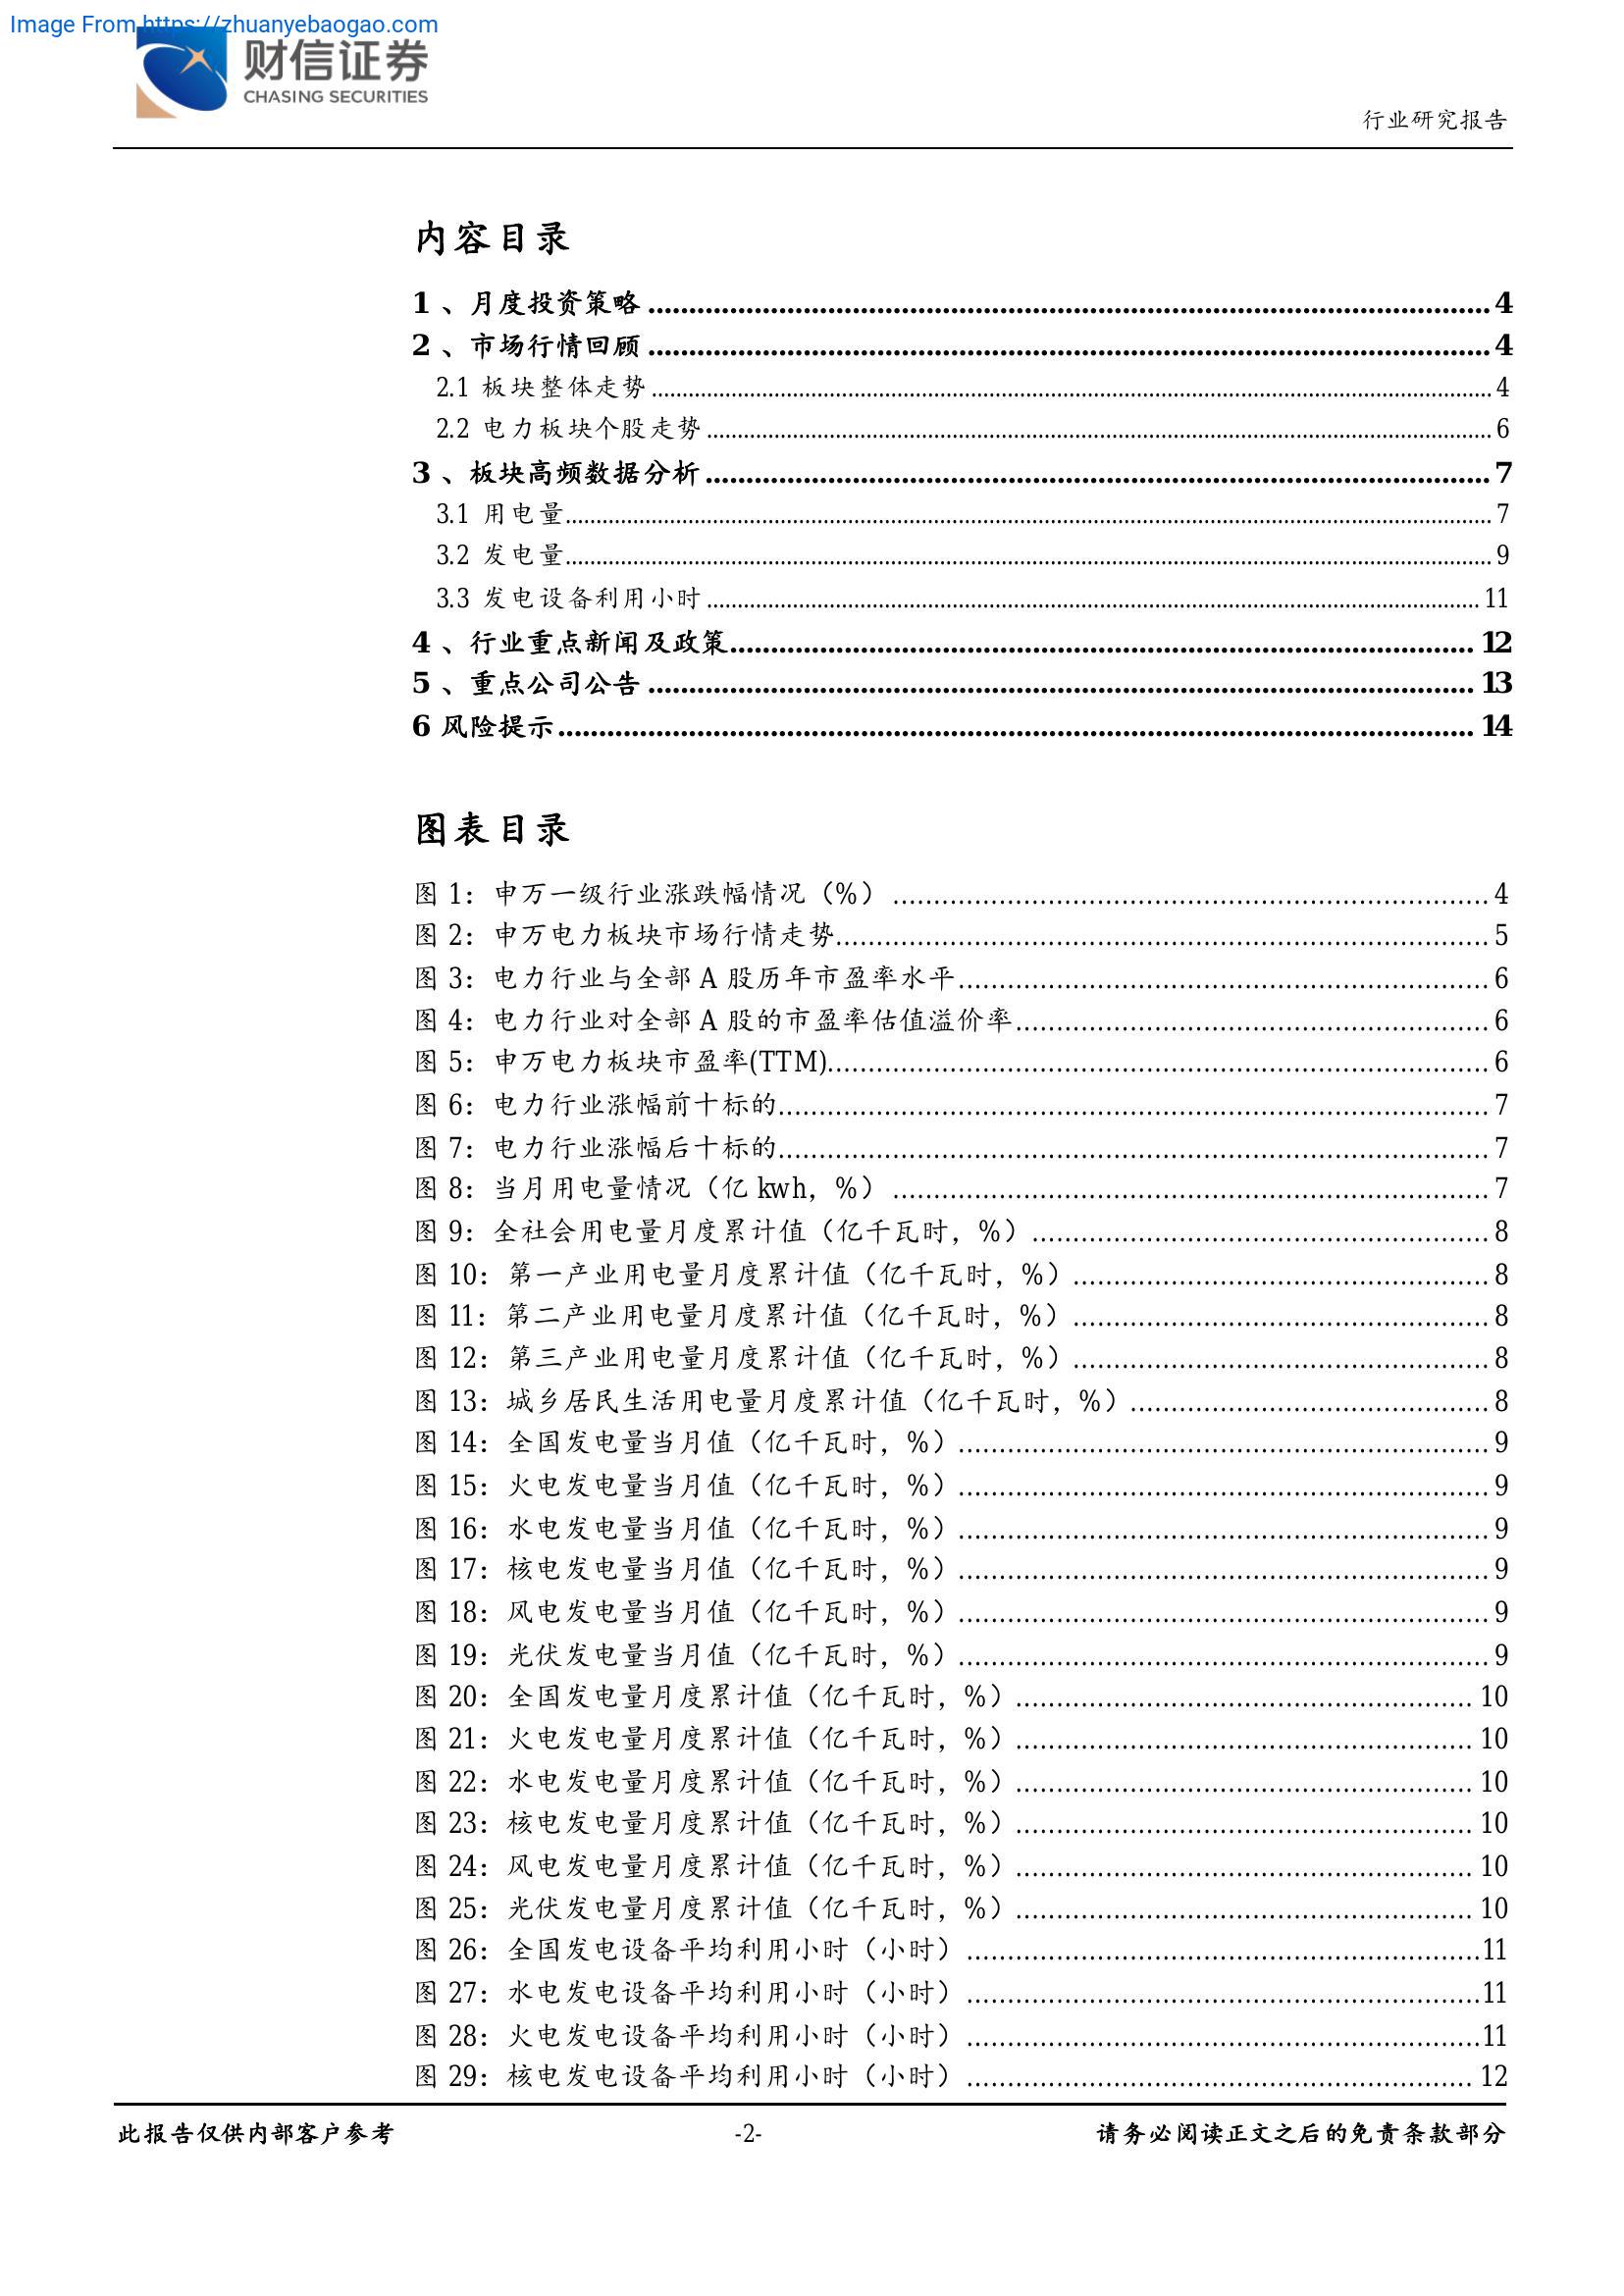 Image From https://zhuanyebaogao.com
财信证券
CHASING SECURITIES
行业研究报告
内容目录
1 、月度投资策略........................................ 4
2 、市场行情回顾........................................ 4
2.1 板块整体走势........................................ 4
2.2 电力板块个股走势........................................ 6
3 、板块高频数据分析........................................ 7
3.1 用电量........................................ 7
3.2 发电量........................................ 9
3.3 发电设备利用小时........................................ 11
4 、行业重点新闻及政策........................................ 12
5 、重点公司公告........................................ 13
6 风险提示........................................ 14
图表目录
图 1：申万一级行业涨跌幅情况（%）........................................ 4
图 2：申万电力板块市场行情走势........................................ 5
图 3：电力行业与全部 A 股历年市盈率水平........................................ 6
图 4：电力行业对全部 A 股的市盈率估值溢价率........................................ 6
图 5：申万电力板块市盈率(TTM)........................................ 6
图 6：电力行业涨幅前十标的........................................ 7
图 7：电力行业涨幅后十标的........................................ 7
图 8：当月用电量情况（亿 kwh，%）........................................ 7
图 9：全社会用电量月度累计值（亿千瓦时，%）........................................ 8
图 10：第一产业用电量月度累计值（亿千瓦时，%）........................................ 8
图 11：第二产业用电量月度累计值（亿千瓦时，%）........................................ 8
图 12：第三产业用电量月度累计值（亿千瓦时，%）........................................ 8
图 13：城乡居民生活用电量月度累计值（亿千瓦时，%）........................................ 8
图 14：全国发电量当月值（亿千瓦时，%）........................................ 9
图 15：火电发电量当月值（亿千瓦时，%）........................................ 9
图 16：水电发电量当月值（亿千瓦时，%）........................................ 9
图 17：核电发电量当月值（亿千瓦时，%）........................................ 9
图 18：风电发电量当月值（亿千瓦时，%）........................................ 9
图 19：光伏发电量当月值（亿千瓦时，%）........................................ 9
图 20：全国发电量月度累计值（亿千瓦时，%）........................................ 10
图 21：火电发电量月度累计值（亿千瓦时，%）........................................ 10
图 22：水电发电量月度累计值（亿千瓦时，%）........................................ 10
图 23：核电发电量月度累计值（亿千瓦时，%）........................................ 10
图 24：风电发电量月度累计值（亿千瓦时，%）........................................ 10
图 25：光伏发电量月度累计值（亿千瓦时，%）........................................ 10
图 26：全国发电设备平均利用小时（小时）........................................ 11
图 27：水电发电设备平均利用小时（小时）........................................ 11
图 28：火电发电设备平均利用小时（小时）........................................ 11
图 29：核电发电设备平均利用小时（小时）........................................ 12
此报告仅供内部客户参考 -2- 请务必阅读正文之后的免责条款部分